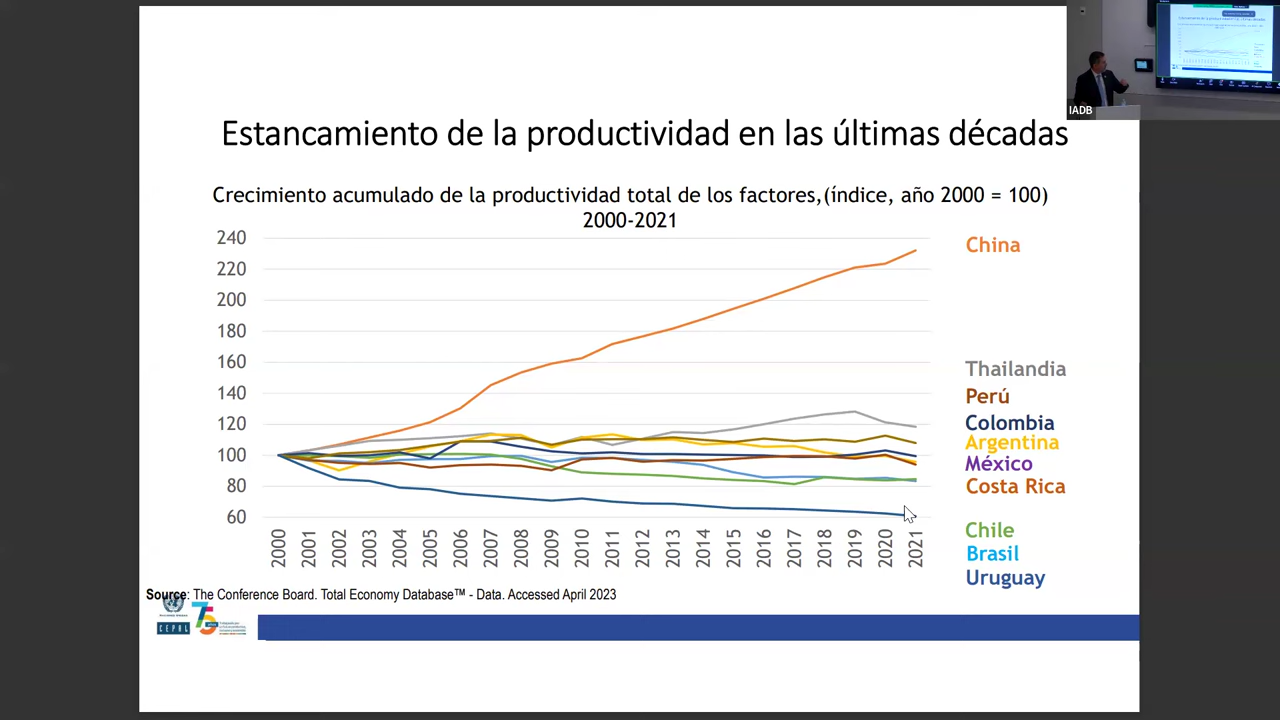 IADB
Estancamiento de la productividad en las últimas décadas
Crecimiento acumulado de la productividad total de los factores,(índice, año 2000 = 100)
2000-2021
240
220
200
180
160
140
120
100
80
60
2000 2001 2002 2003 2004 2005 2006 2007 2008 2009 2010 2011 2012 2013 2014 2015 2016 2017 2018 2019 2020 2021
China
Thailandia
Perú
Colombia
Argentina
México
Costa Rica
Chile
Brasil
Uruguay
Source: The Conference Board. Total Economy Database™ - Data. Accessed April 2023
CEPAL
75